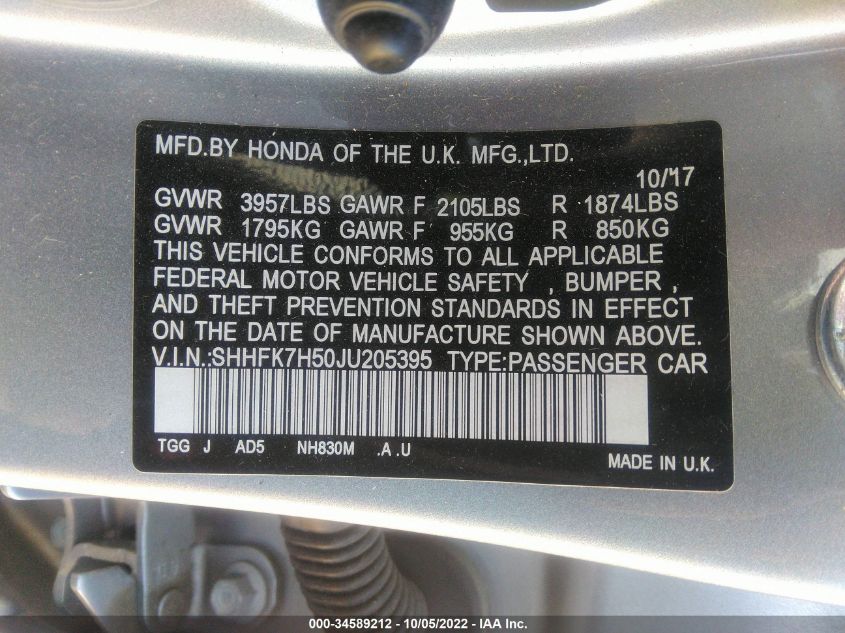 MFD.BY HONDA OF THE U.K. MFG.,LTD.
10/17
GVWR 3957LBS GAWR F 2105LBS R 1874LBS
GVWR 1795KG GAWR F 955KG R 850KG
THIS VEHICLE CONFORMS TO ALL APPLICABLE
FEDERAL MOTOR VEHICLE SAFETY , BUMPER ,
AND THEFT PREVENTION STANDARDS IN EFFECT
ON THE DATE OF MANUFACTURE SHOWN ABOVE.
V.I.N.:SHHFK7H50JU205395 TYPE:PASSENGER CAR
TGG J AD5 NH830M .A .U
MADE IN U.K.
000-34589212 - 10/05/2022 - IAA Inc.